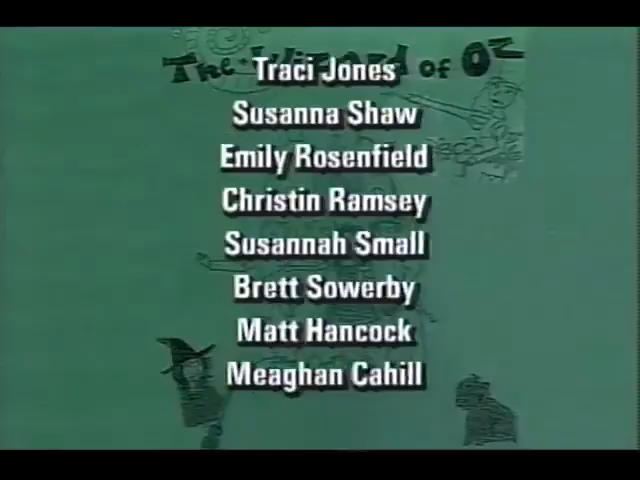 The Wizard of Oz
Traci Jones
Susanna Shaw
Emily Rosenfield
Christin Ramsey
Susannah Small
Brett Sowerby
Matt Hancock
Meaghan Cahill